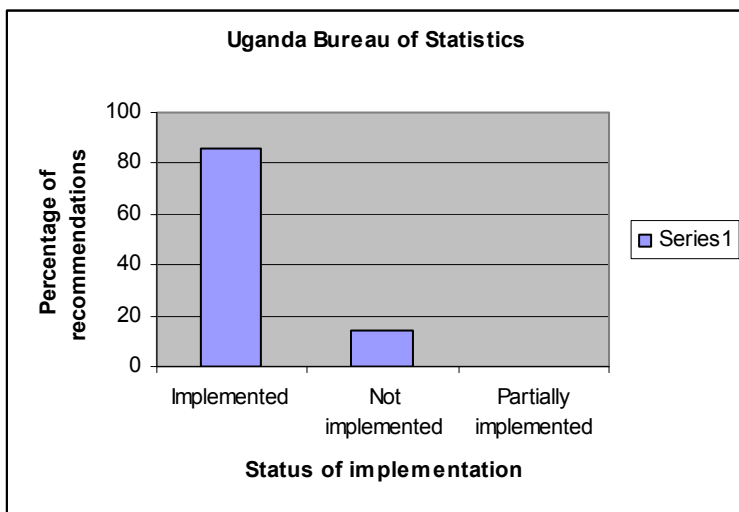 Uganda Bureau of Statistics
100
80
60
40
20
0
Percentage of
recommendations
Implemented
Not
implemented
Partially
implemented
Status of implementation
Series1